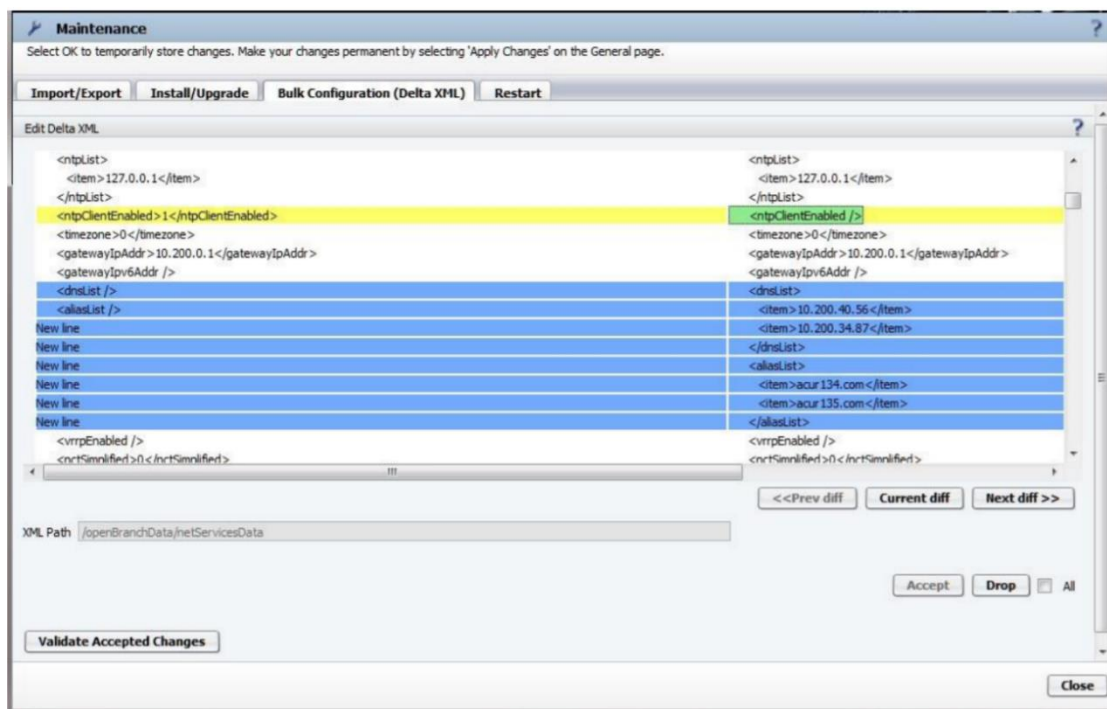 Maintenance
?
Select OK to temporarily store changes. Make your changes permanent by selecting 'Apply Changes' on the General page.
Import/Export Install/Upgrade Bulk Configuration (Delta XML) Restart
Edit Delta XML ?
<ntpList> <ntpList>
<item>127.0.0.1</item> <item>127.0.0.1</item>
</ntpList> </ntpList>
<ntpClientEnabled>1</ntpClientEnabled> <ntpClientEnabled />
<timezone>0</timezone> <timezone>0</timezone>
<gatewayIpAddr>10.200.0.1</gatewayIpAddr> <gatewayIpAddr>10.200.0.1</gatewayIpAddr>
<gatewayIpv6Addr /> <gatewayIpv6Addr />
<dnsList /> <dnsList>
<aliasList /> <item>10.200.40.56</item>
New line <item>10.200.34.87</item>
New line </dnsList>
New line <aliasList>
New line <item>acur134.com</item>
New line <item>acur135.com</item>
New line </aliasList>
<vrrpEnabled /> <vrrpEnabled />
<nctSimplified>0</nctSimplified> <nctSimplified>0</nctSimplified>
<<Prev diff Current diff Next diff >>
XML Path /openBranchData/netServicesData
Accept Drop All
Validate Accepted Changes
Close